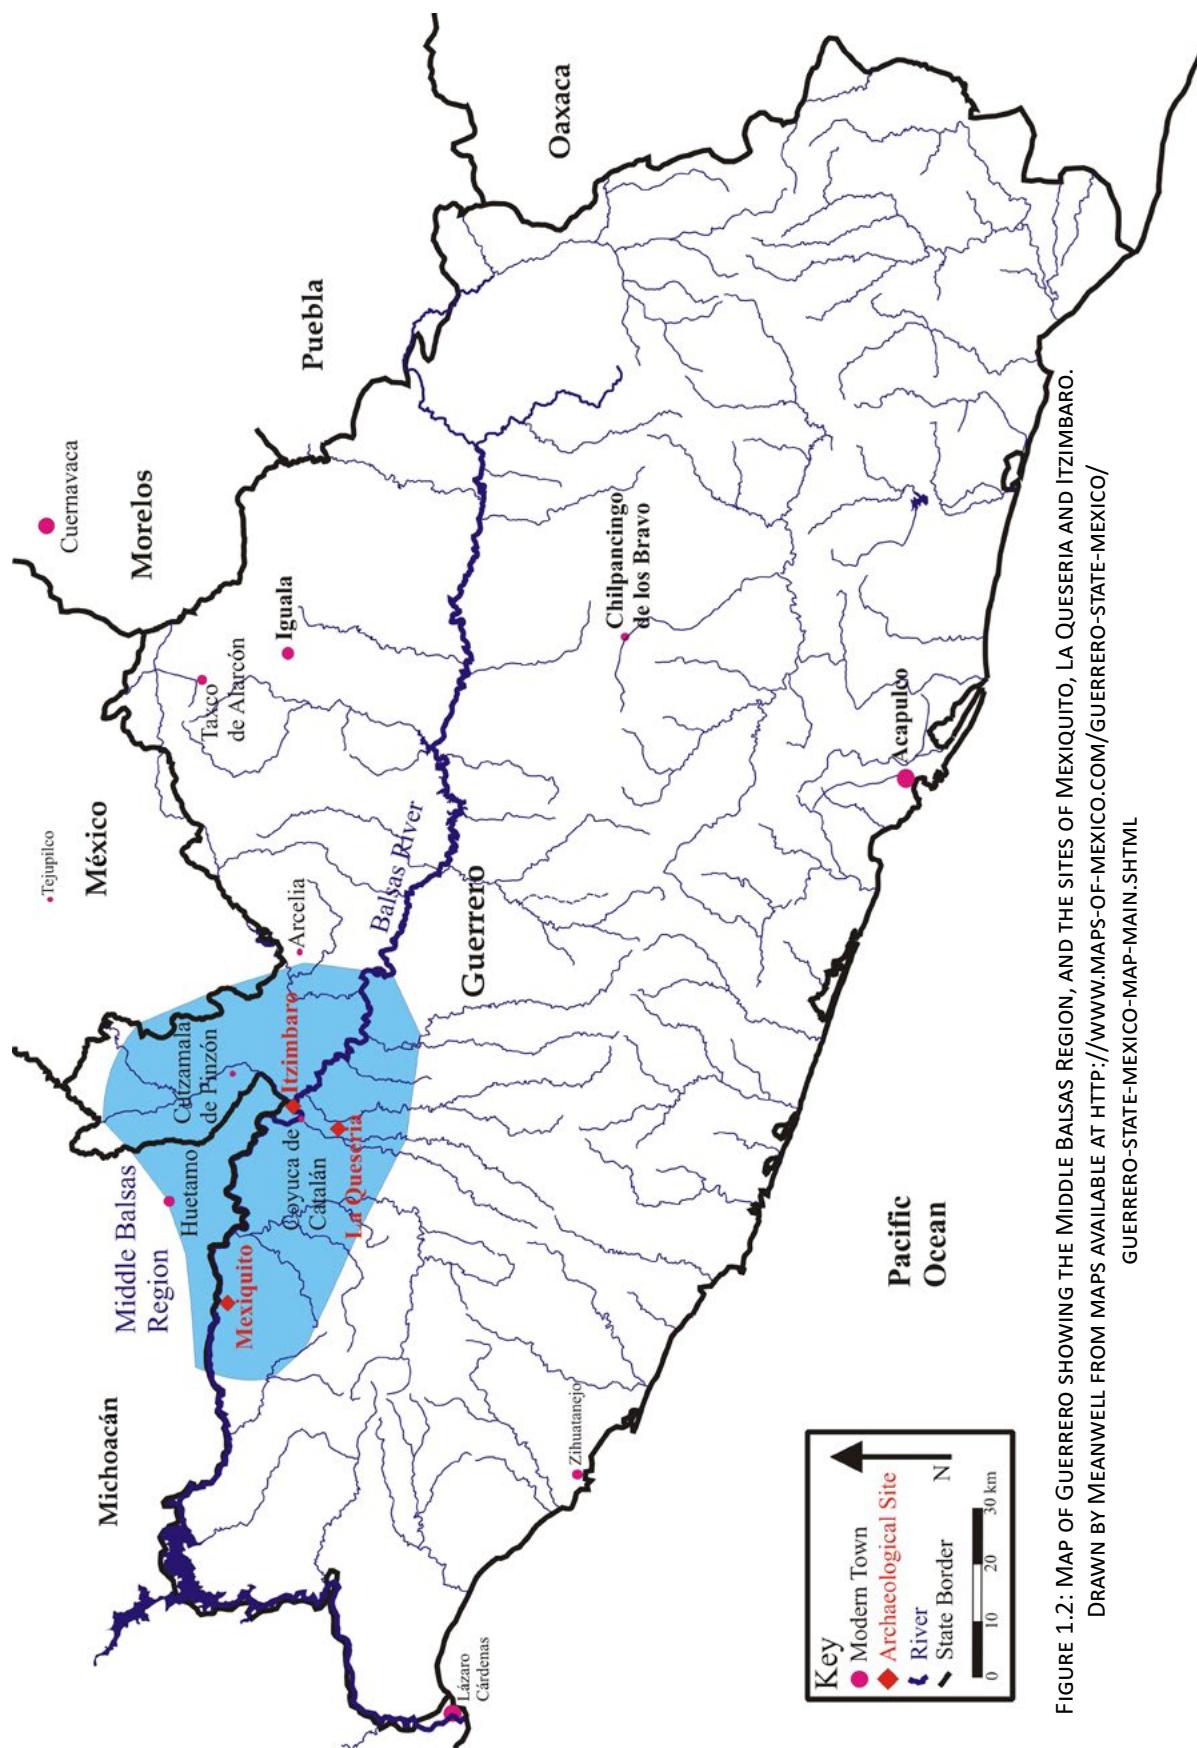 Cuernavaca
Morelos
Puebla
Oaxaca
Tejupilco
México
Taxco
de Alarcón
Iguala
Arcelia
Balsas River
Guerrero
Chilpancingo
de los Bravo
Acapulco
Middle Balsas
Region
Michoacán
Huetamo
Cutzamala
de Pinzón
Itzimbaro
Coyuca de
Catalán
La Queseria
Mexiquito
Zihuatanejo
Lázaro
Cárdenas
Pacific
Ocean
Key
Modern Town
Archaeological Site
River
State Border
N
0 10 20 30 km
FIGURE 1.2: MAP OF GUERRERO SHOWING THE MIDDLE BALSAS REGION, AND THE SITES OF MEXIQUITO, LA QUESERIA AND ITZIMBARO.
DRAWN BY MEANWELL FROM MAPS AVAILABLE AT HTTP://WWW.MAPS-OF-MEXICO.COM/GUERRERO-STATE-MEXICO/
GUERRERO-STATE-MEXICO-MAP-MAIN.SHTML